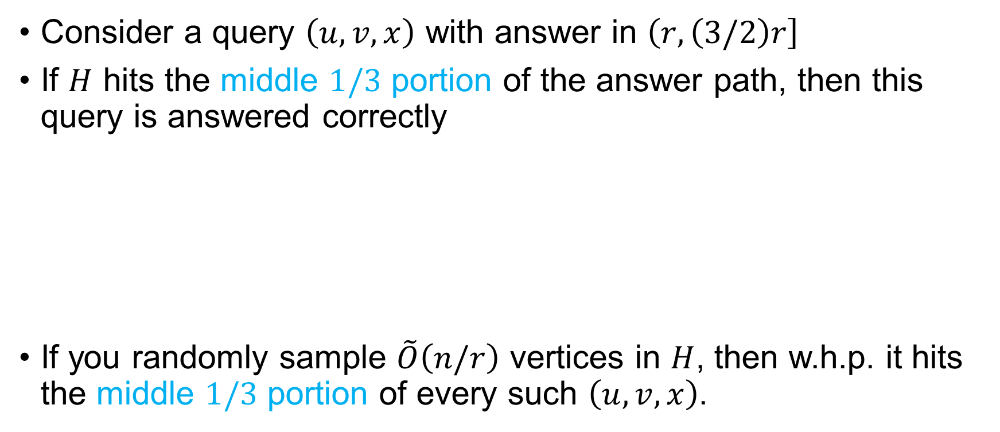 • Consider a query (𝑢, 𝑣, 𝑥) with answer in (𝑟, (3/2)𝑟]
• If 𝐻 hits the middle 1/3 portion of the answer path, then this
query is answered correctly
• If you randomly sample Õ(𝑛/𝑟) vertices in 𝐻, then w.h.p. it hits
the middle 1/3 portion of every such (𝑢, 𝑣, 𝑥).